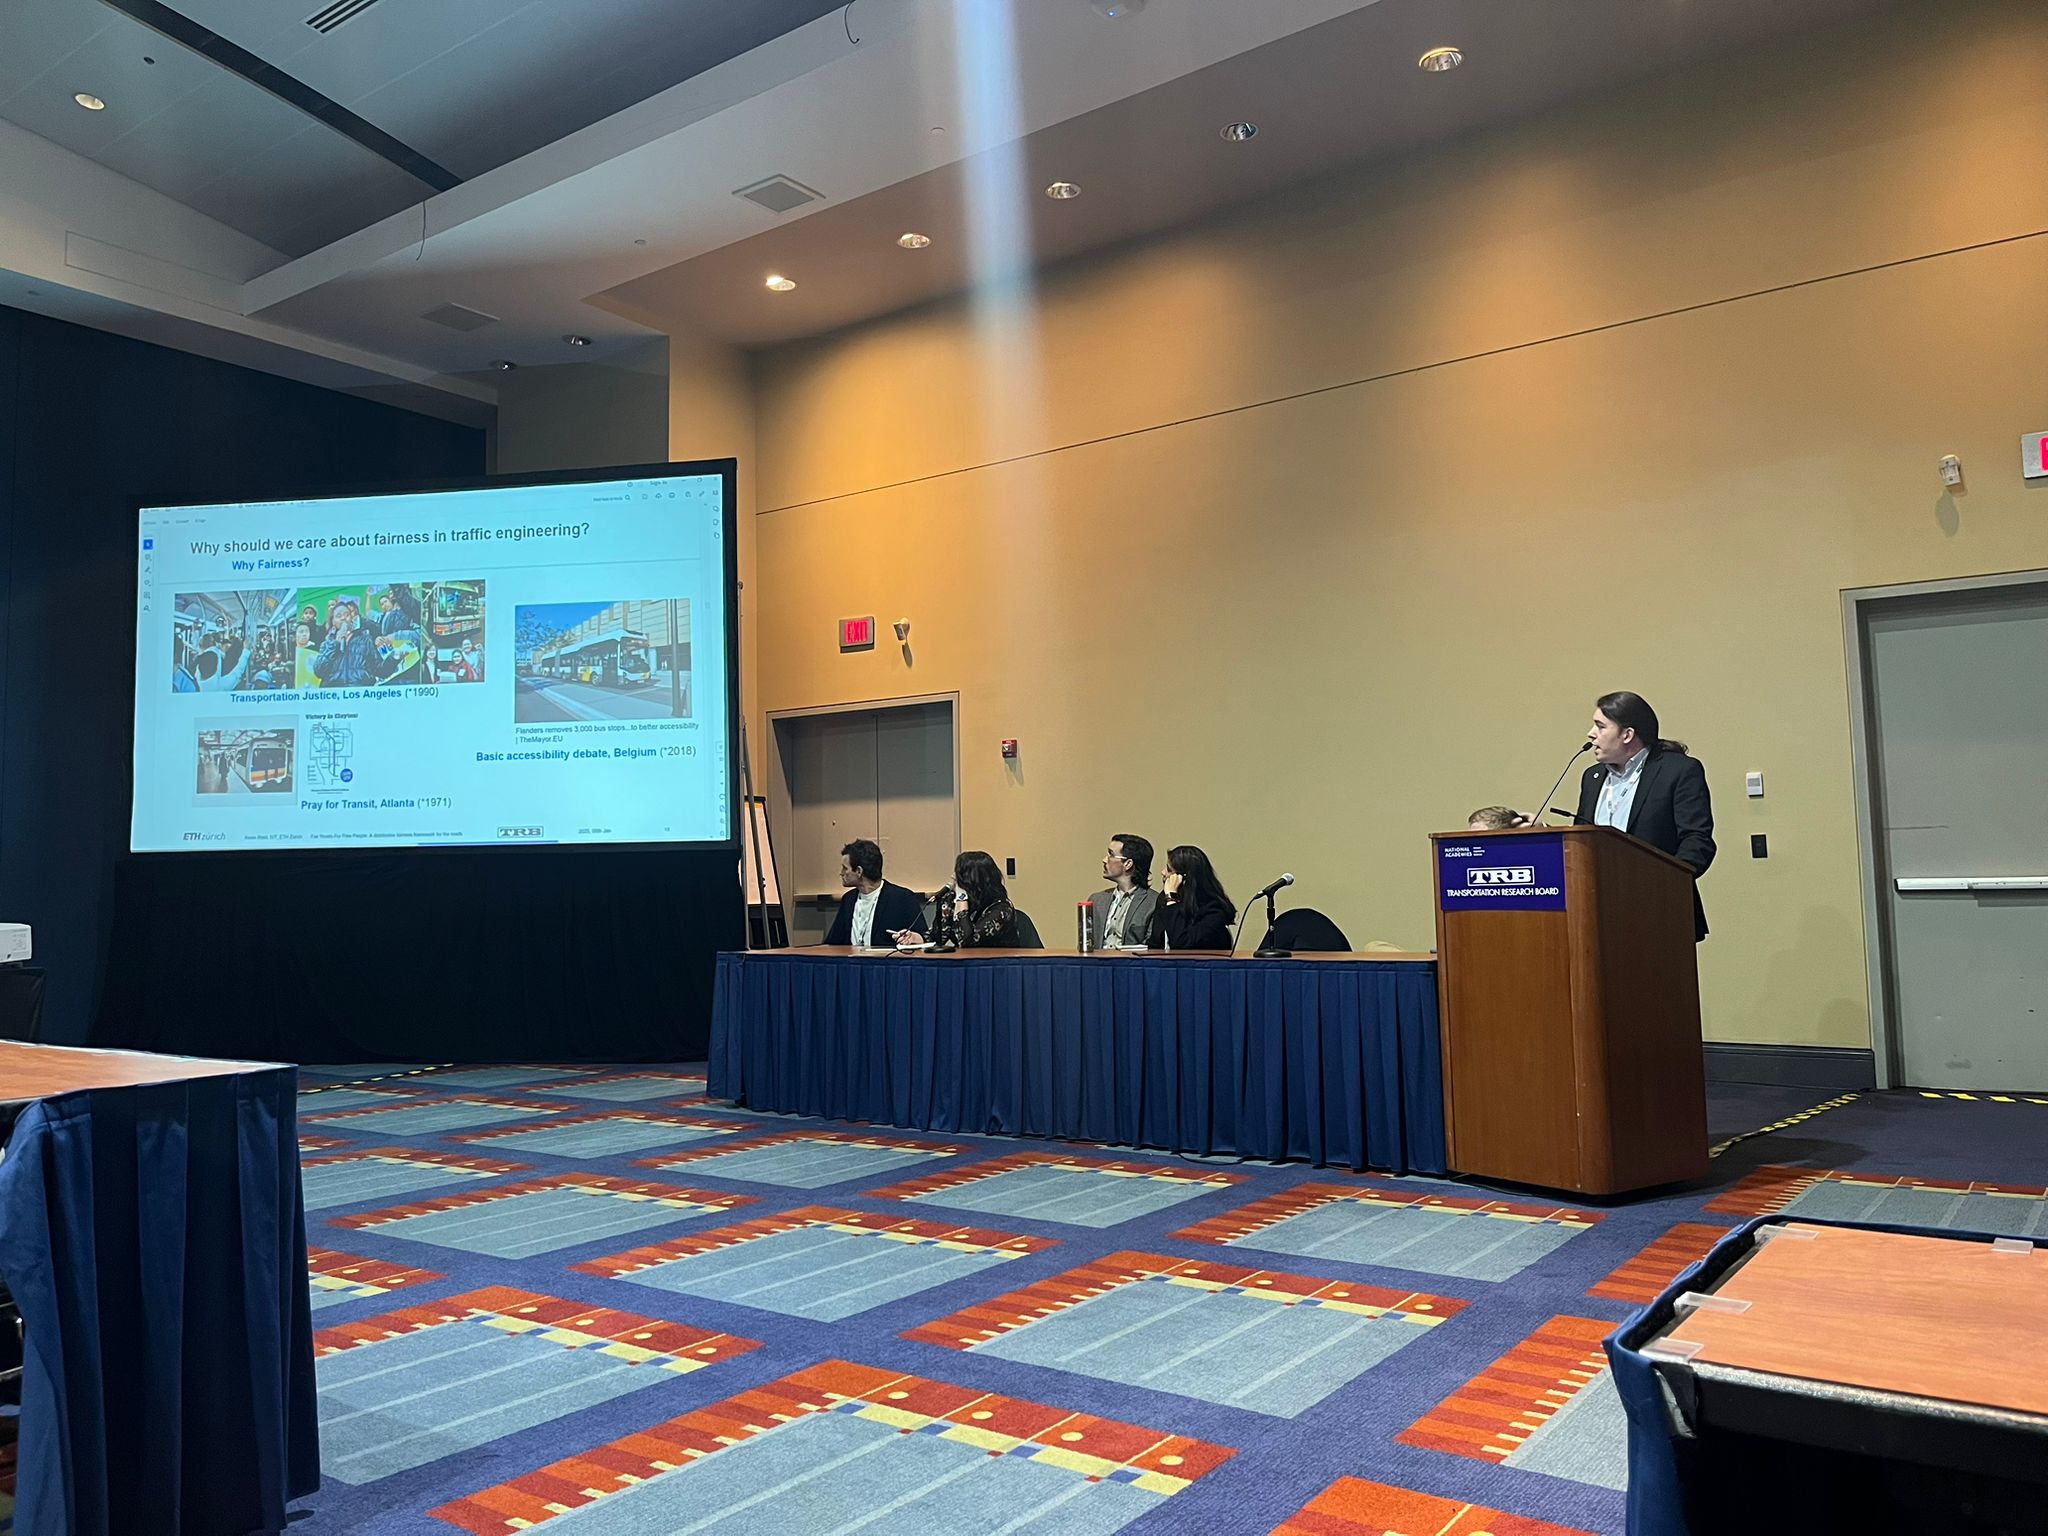 Why should we care about fairness in traffic engineering?
Why Fairness?
Transportation Justice, Los Angeles (*1990)
Flanders removes 3,000 bus stops...to better accessibility
| TheMayor.EU
Basic accessibility debate, Belgium (*2018)
Victory in Clayton!
Pray for Transit, Atlanta (*1971)
ETH zürich
TRB
EXIT
NATIONAL
ACADEMIES
TRB
TRANSPORTATION RESEARCH BOARD